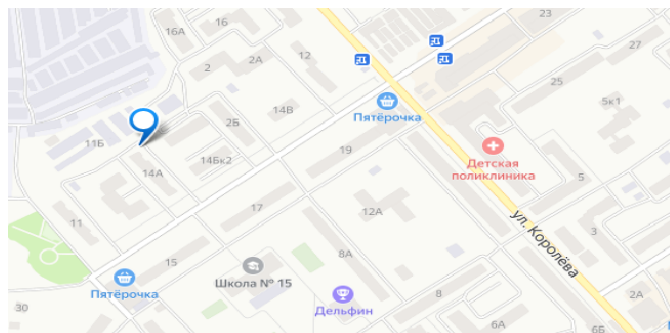 23
16А
16
12
27
2
2А
25
5к1
14В
Пятёрочка
2Б
11Б
19
14Бк2
Детская
поликлиника
14А
5
12А
17
ул. Королёва
11
3
8А
15
Школа № 15
Пятёрочка
8
2А
30
Дельфин
6А
6Б